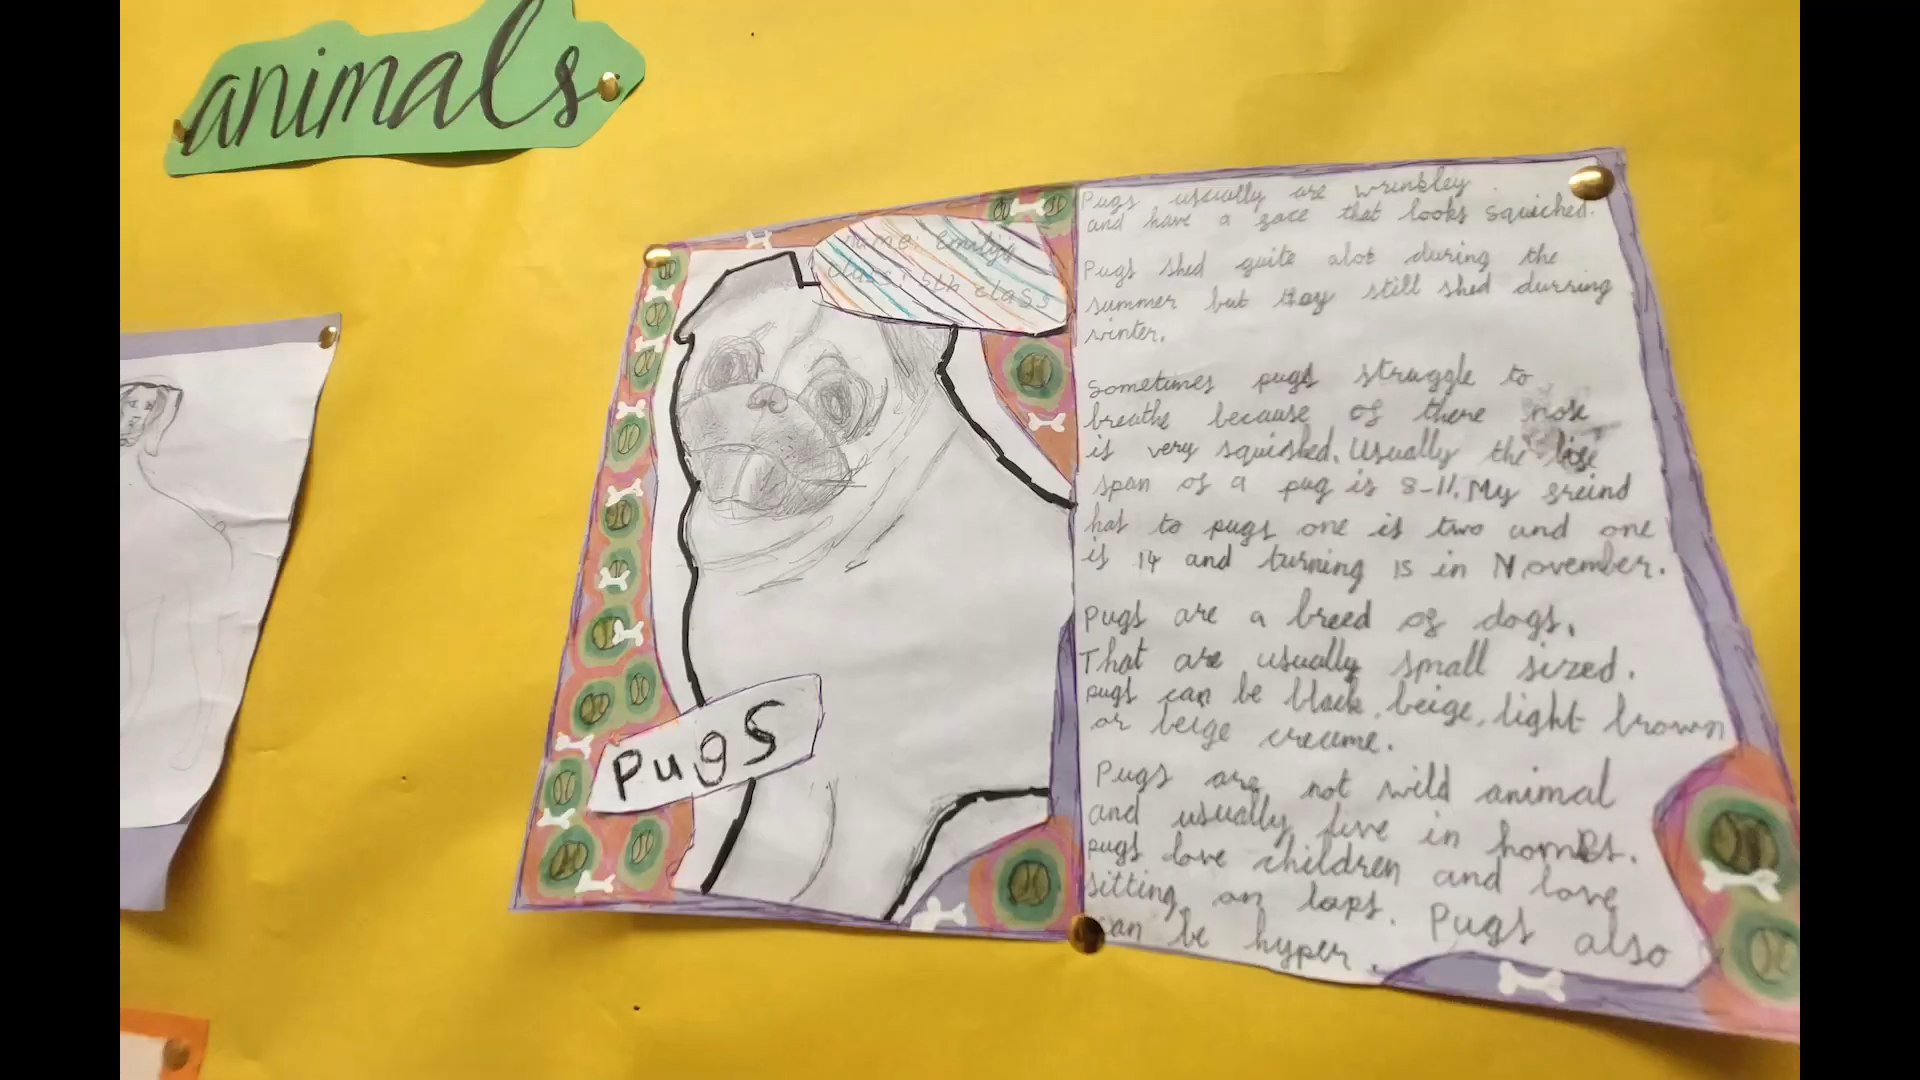 animals.
name: Emilija
class: 5th class
Pugs
Pugs usually are wrinkley
and have a face that looks squiched.
Pugs shed quite alot during the
summer but they still shed durring
winter.
Sometimes pugs struggle to
breathe because of there nose
is very squished. Usually the life
span of a pug is 8-11. My freind
has to pugs one is two and one
is 14 and turning 15 in November.
Pugs are a breed of dogs.
That are usually small sized.
pugs can be black, beige, light brown
or beige creame.
Pugs are not wild animal
and usually live in homes.
pugs love children and love
sitting on laps. Pugs also
can be hyper.